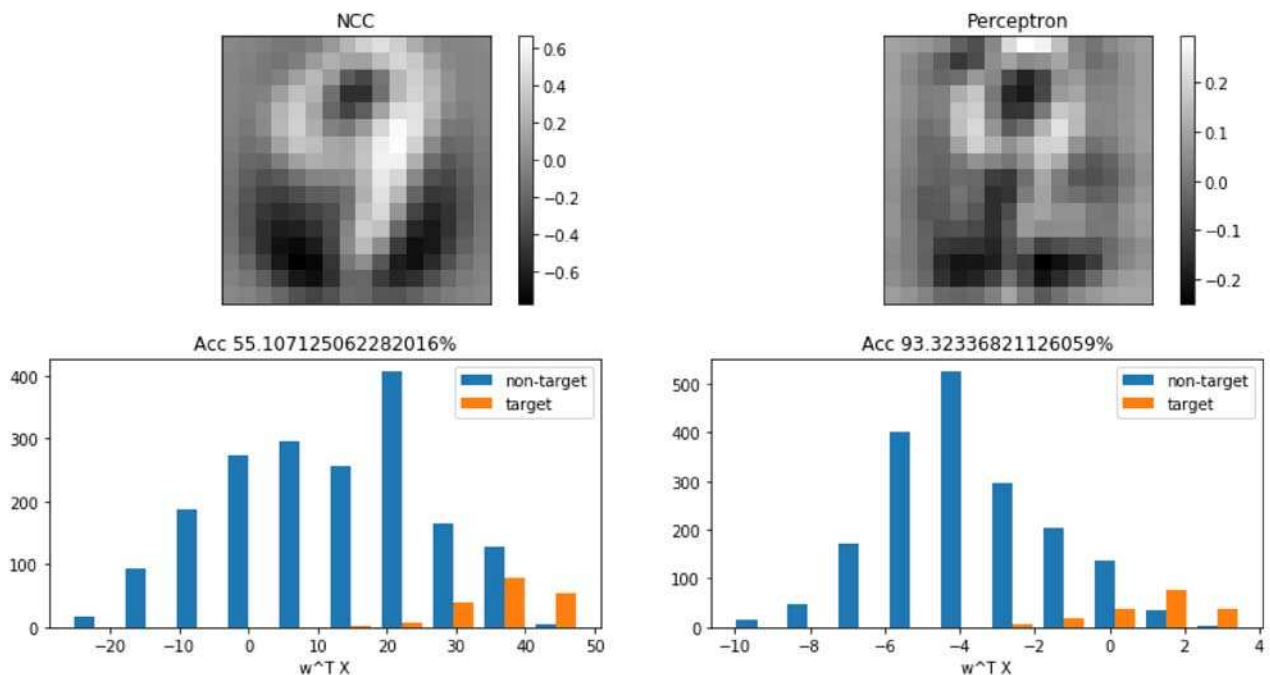 NCC
0.6
0.4
0.2
0.0
−0.2
−0.4
−0.6
Perceptron
0.2
0.1
0.0
−0.1
−0.2
Acc 55.107125062282016%
400
300
200
100
0
non-target
target
−20 −10 0 10 20 30 40 50
w^T X
Acc 93.32336821126059%
500
400
300
200
100
0
non-target
target
−10 −8 −6 −4 −2 0 2 4
w^T X